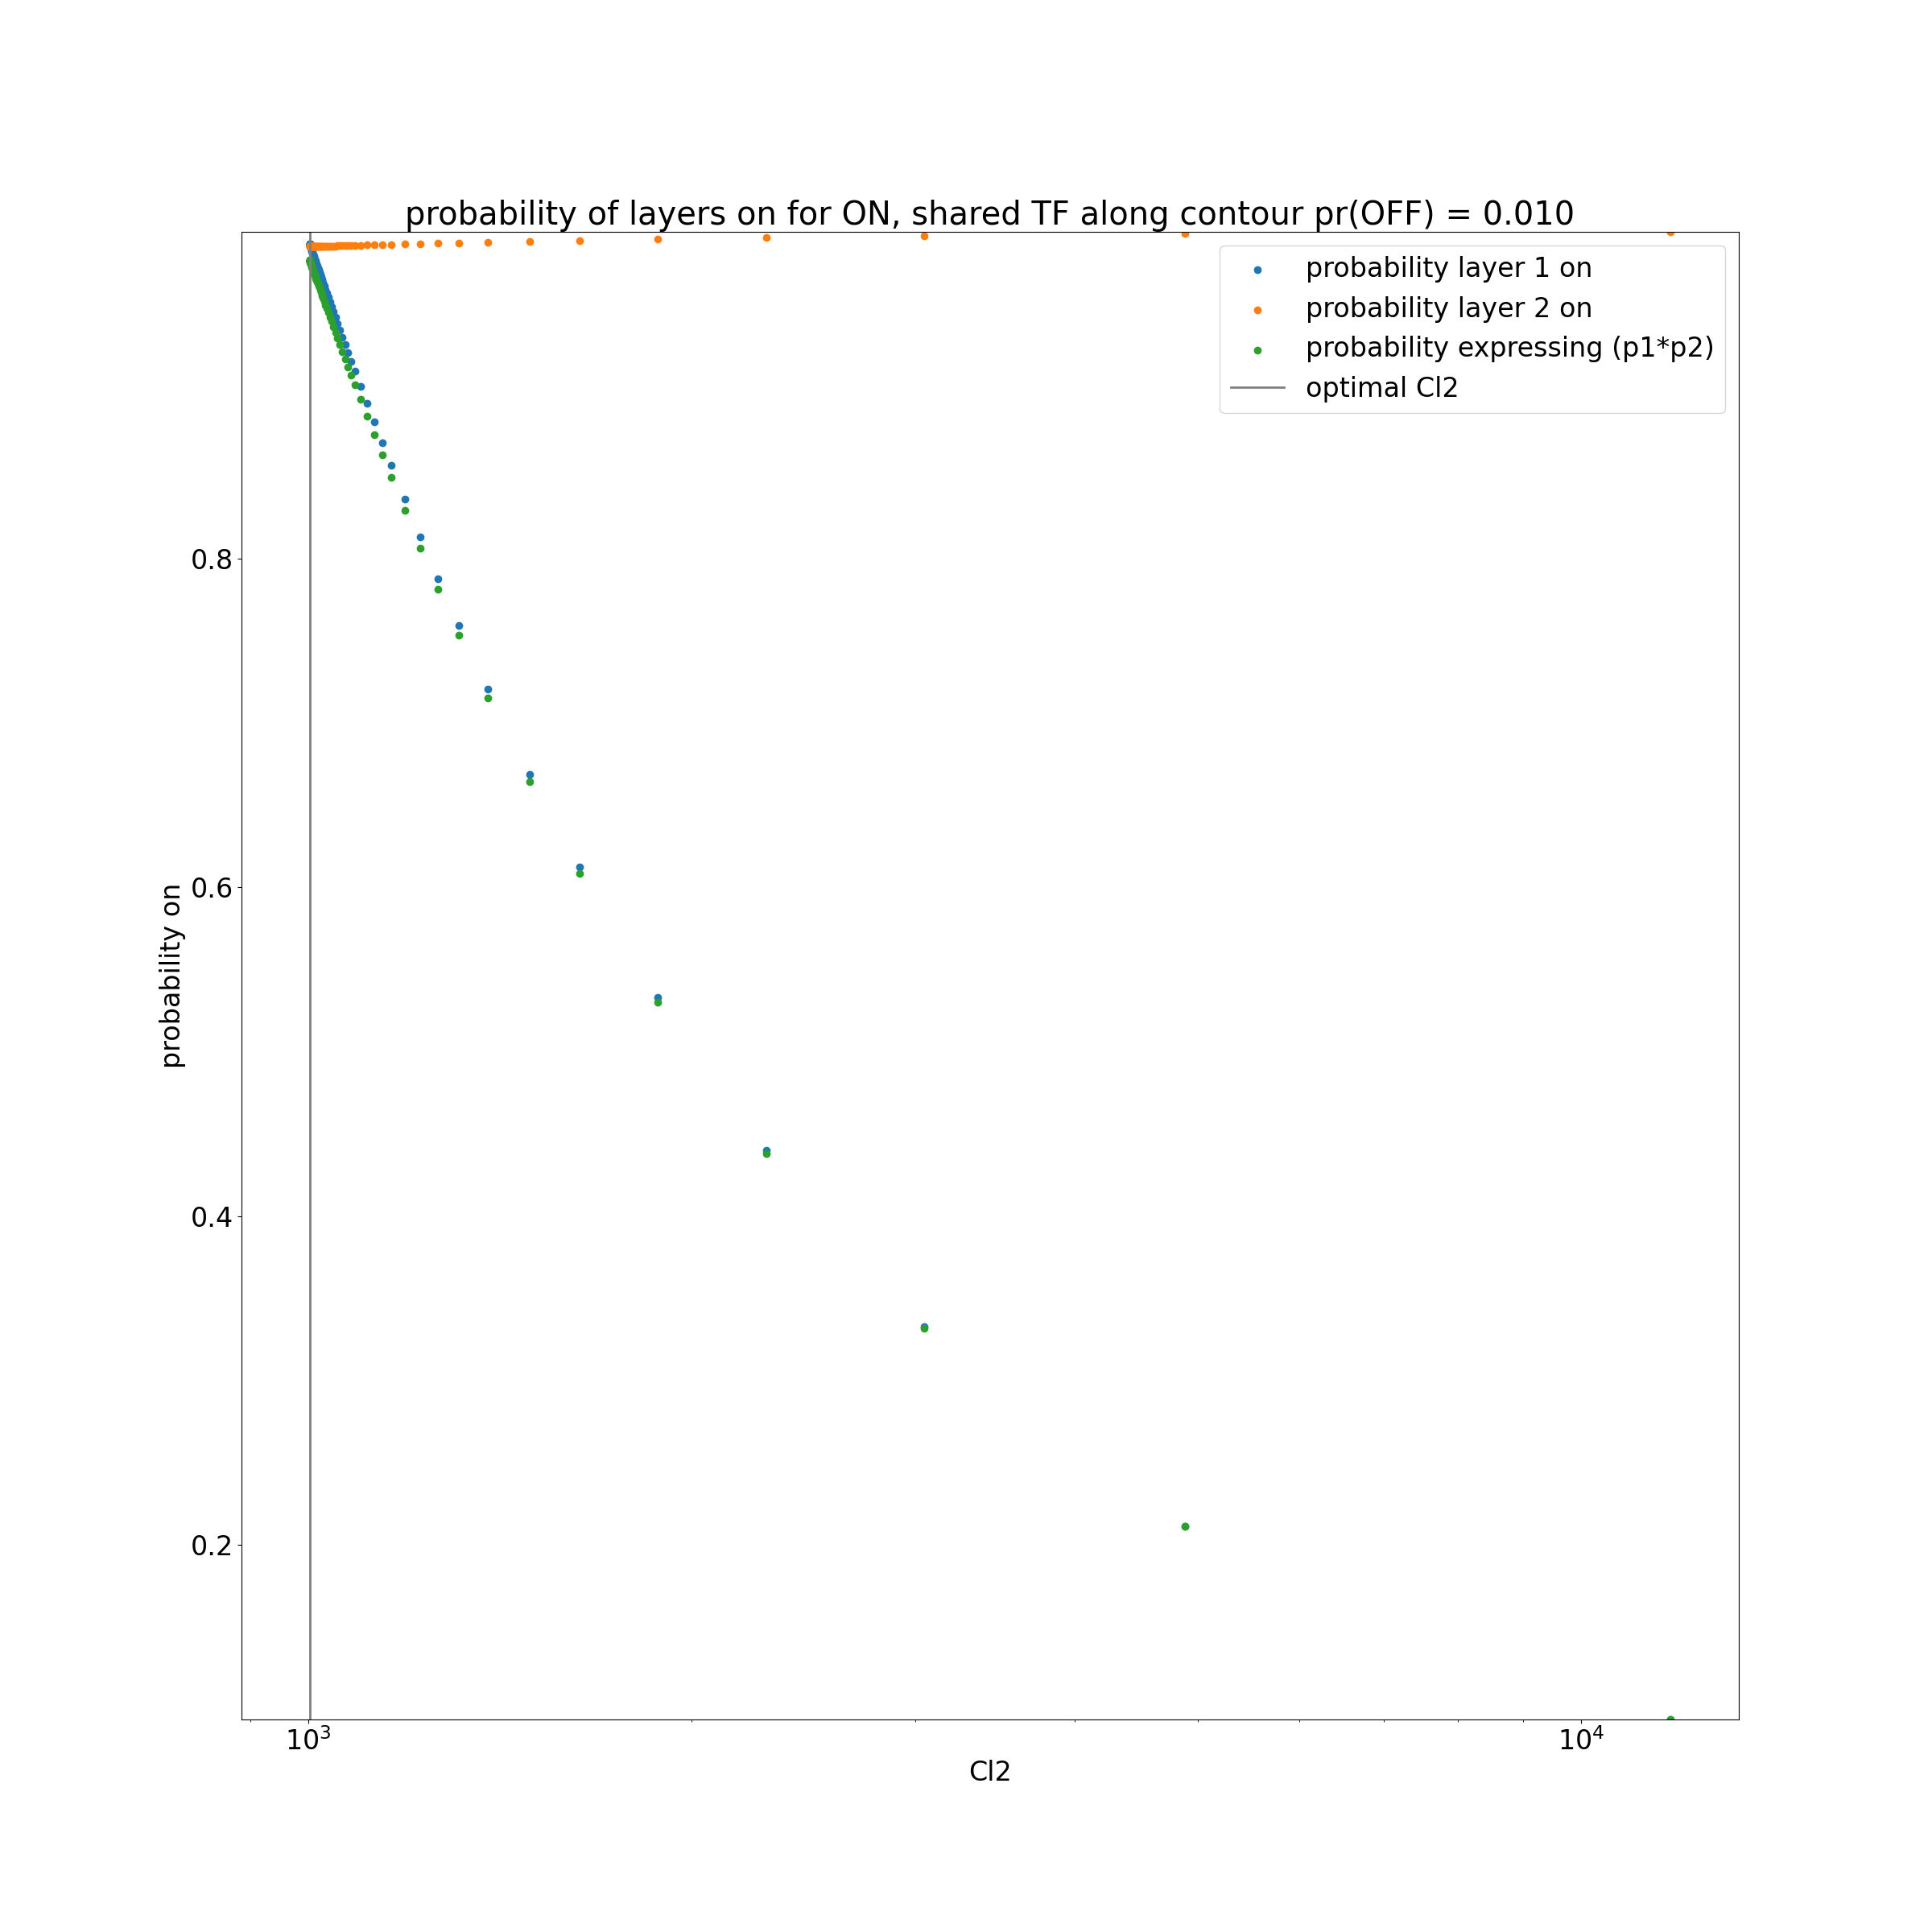 probability of layers on for ON, shared TF along contour pr(OFF) = 0.010
probability layer 1 on
probability layer 2 on
probability expressing (p1*p2)
optimal Cl2
0.8
0.6
0.4
0.2
probability on
10³
10⁴
Cl2